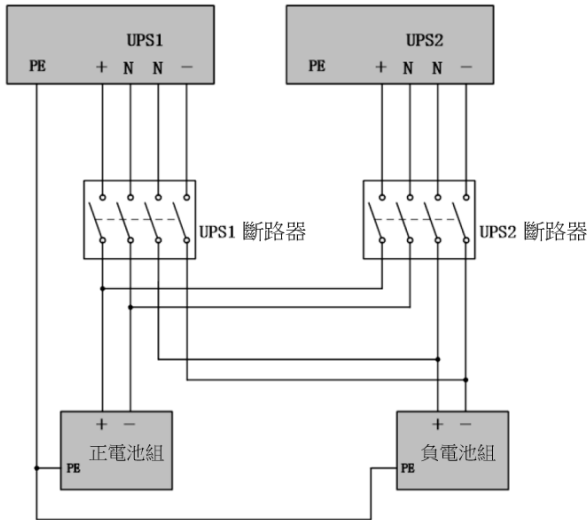 UPS1
PE + N N −
UPS2
PE + N N −
UPS1 斷路器
UPS2 斷路器
+ −
正電池組
PE
+ −
負電池組
PE